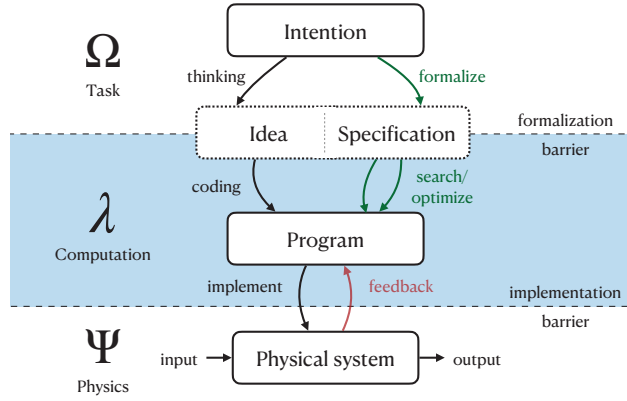 Intention
Ω
Task
thinking
formalize
Idea
Specification
formalization
barrier
coding
search/
optimize
λ
Computation
Program
implement
feedback
implementation
barrier
Ψ
Physics
input
Physical system
output